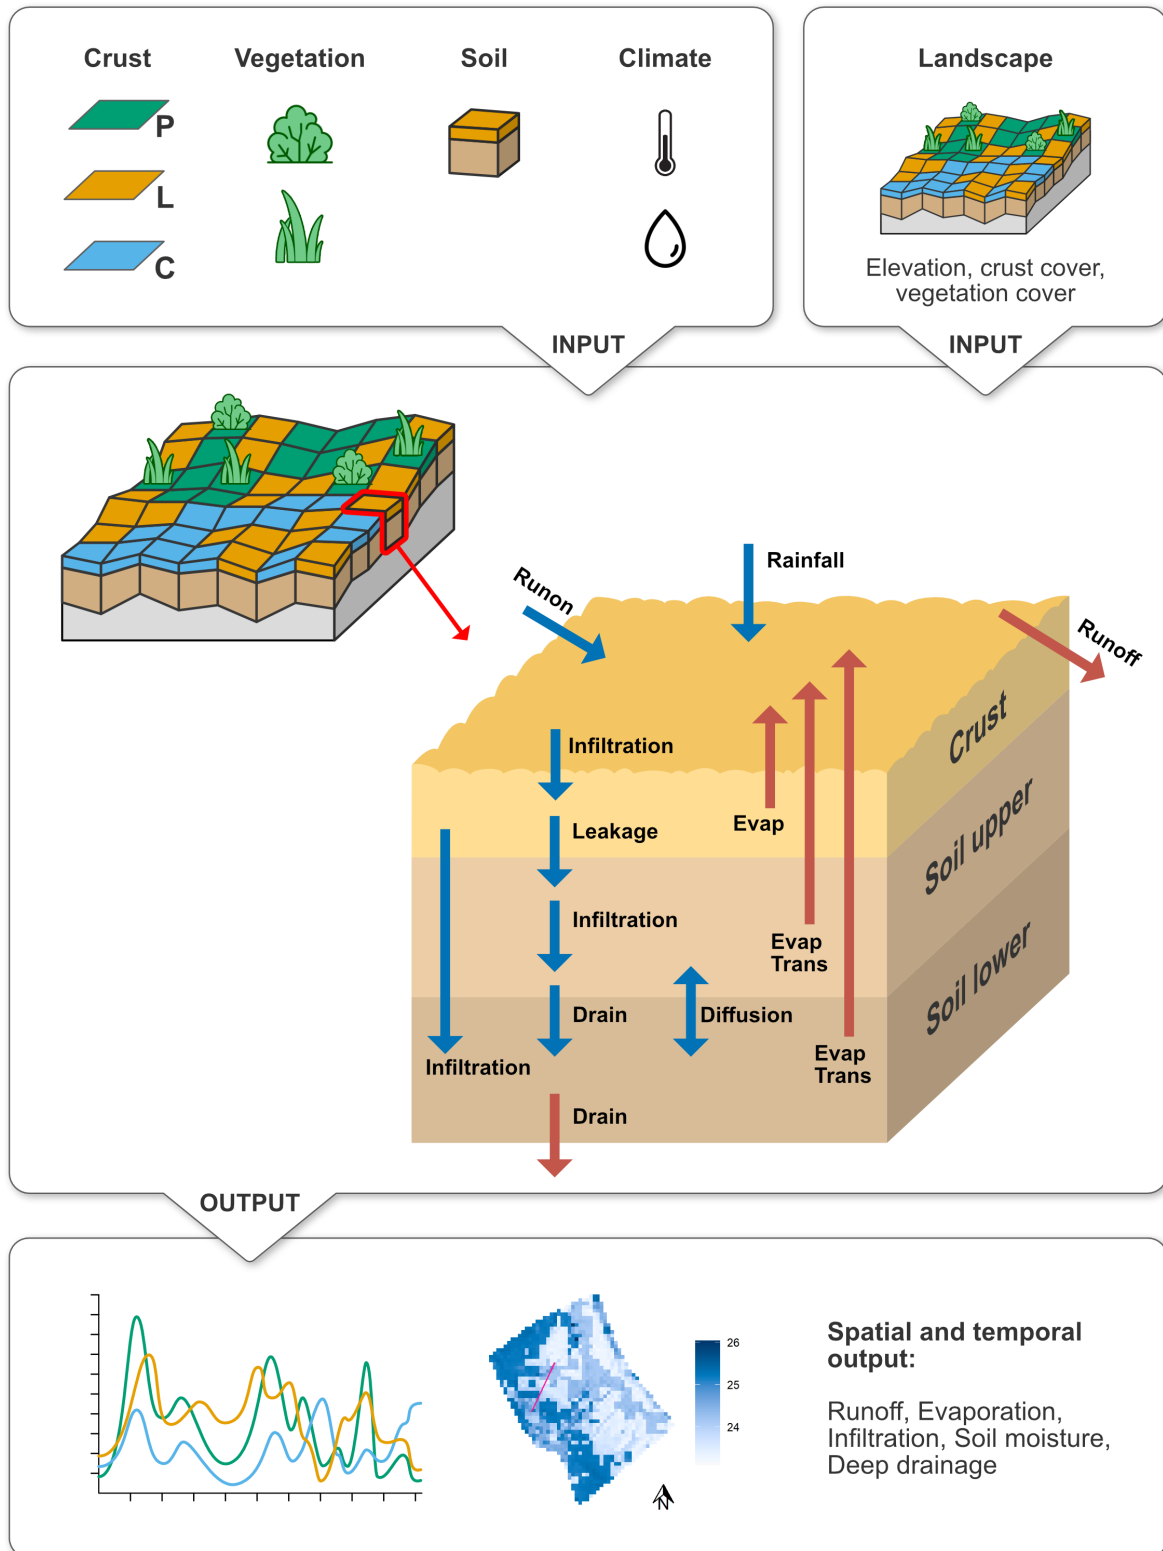 Crust
Vegetation
Soil
Climate
P
L
C
Landscape
Elevation, crust cover,
vegetation cover
INPUT
INPUT
Rainfall
Runon
Runoff
Infiltration
Leakage
Infiltration
Drain
Infiltration
Drain
Diffusion
Evap
Evap
Trans
Evap
Trans
Crust
Soil upper
Soil lower
OUTPUT
26
25
24
N
Spatial and temporal
output:
Runoff, Evaporation,
Infiltration, Soil moisture,
Deep drainage